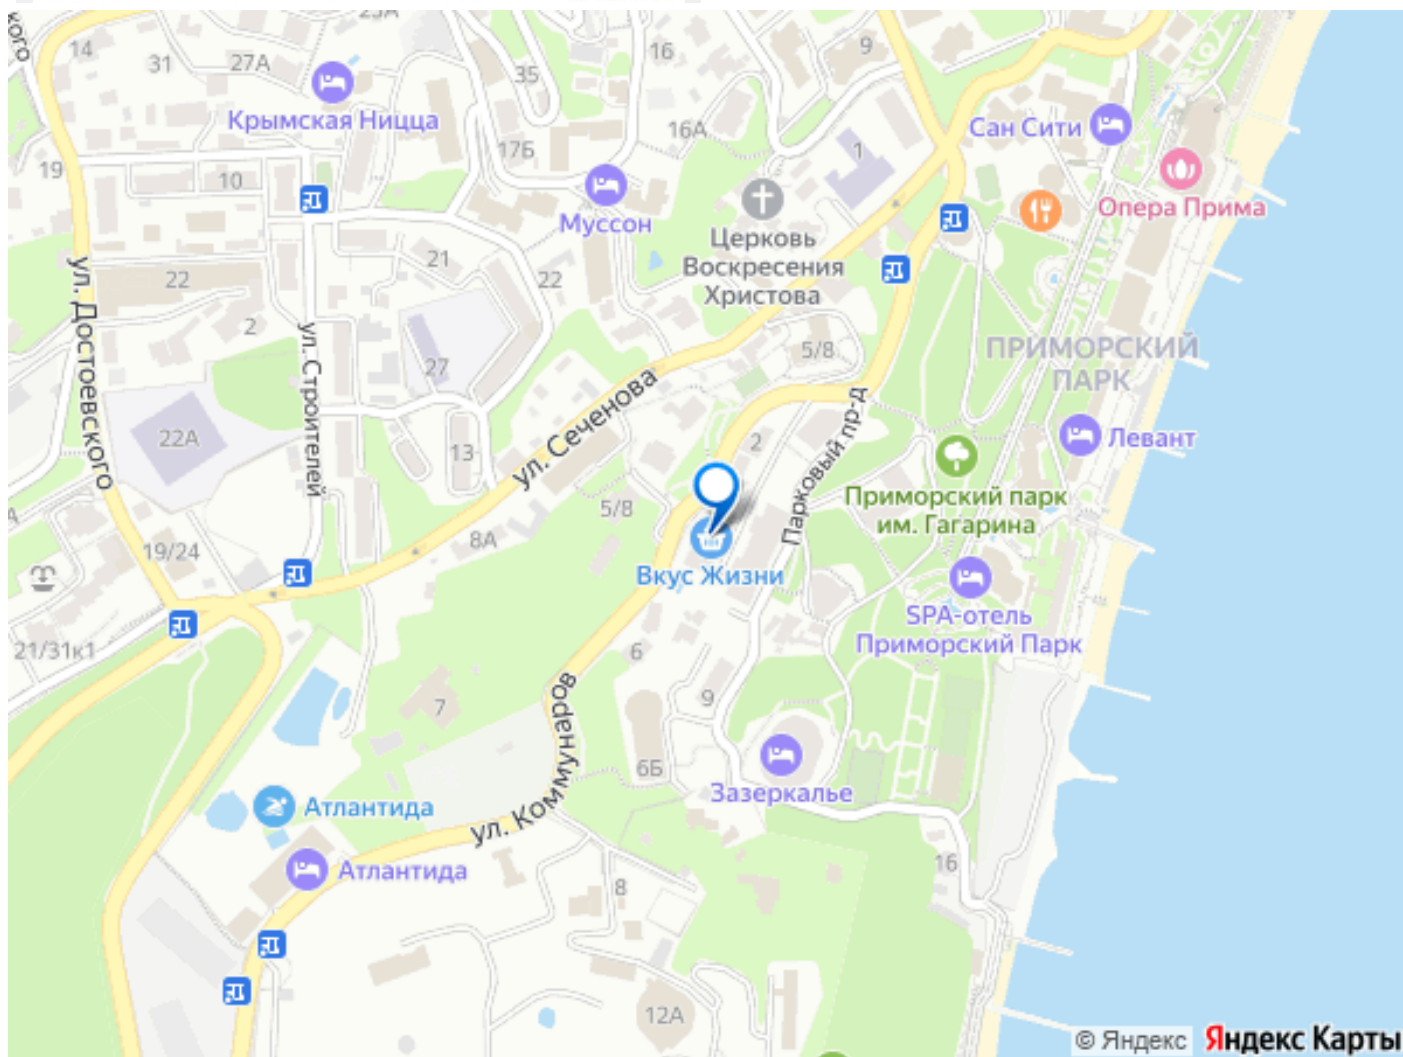 ого
14
31
27А
23А
35
16
9
Крымская Ницца
16А
17Б
1
Сан Сити
19
10
Муссон
Опера Прима
Церковь
Воскресения
Христова
ул. Достоевского
22
21
22
2
ул. Строителей
27
5/8
ПРИМОРСКИЙ
ПАРК
ул. Сеченова
22А
13
2
Парковый пр-д
Левант
Приморский парк
им. Гагарина
5/8
8А
19/24
Вкус Жизни
SPA-отель
Приморский Парк
21/31к1
6
7
9
ул. Коммунаров
6Б
Зазеркалье
Атлантида
Атлантида
16
8
12А
© Яндекс Яндекс Карты